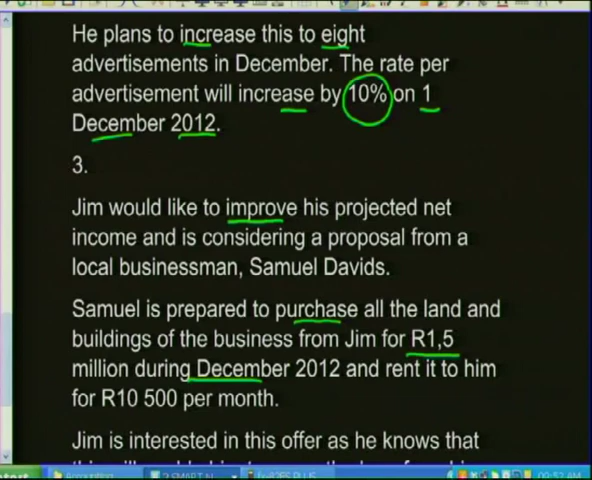 He plans to increase this to eight
advertisements in December. The rate per
advertisement will increase by 10% on 1
December 2012.
3.
Jim would like to improve his projected net
income and is considering a proposal from a
local businessman, Samuel Davids.
Samuel is prepared to purchase all the land and
buildings of the business from Jim for R1,5
million during December 2012 and rent it to him
for R10 500 per month.
Jim is interested in this offer as he knows that
09:52 AM